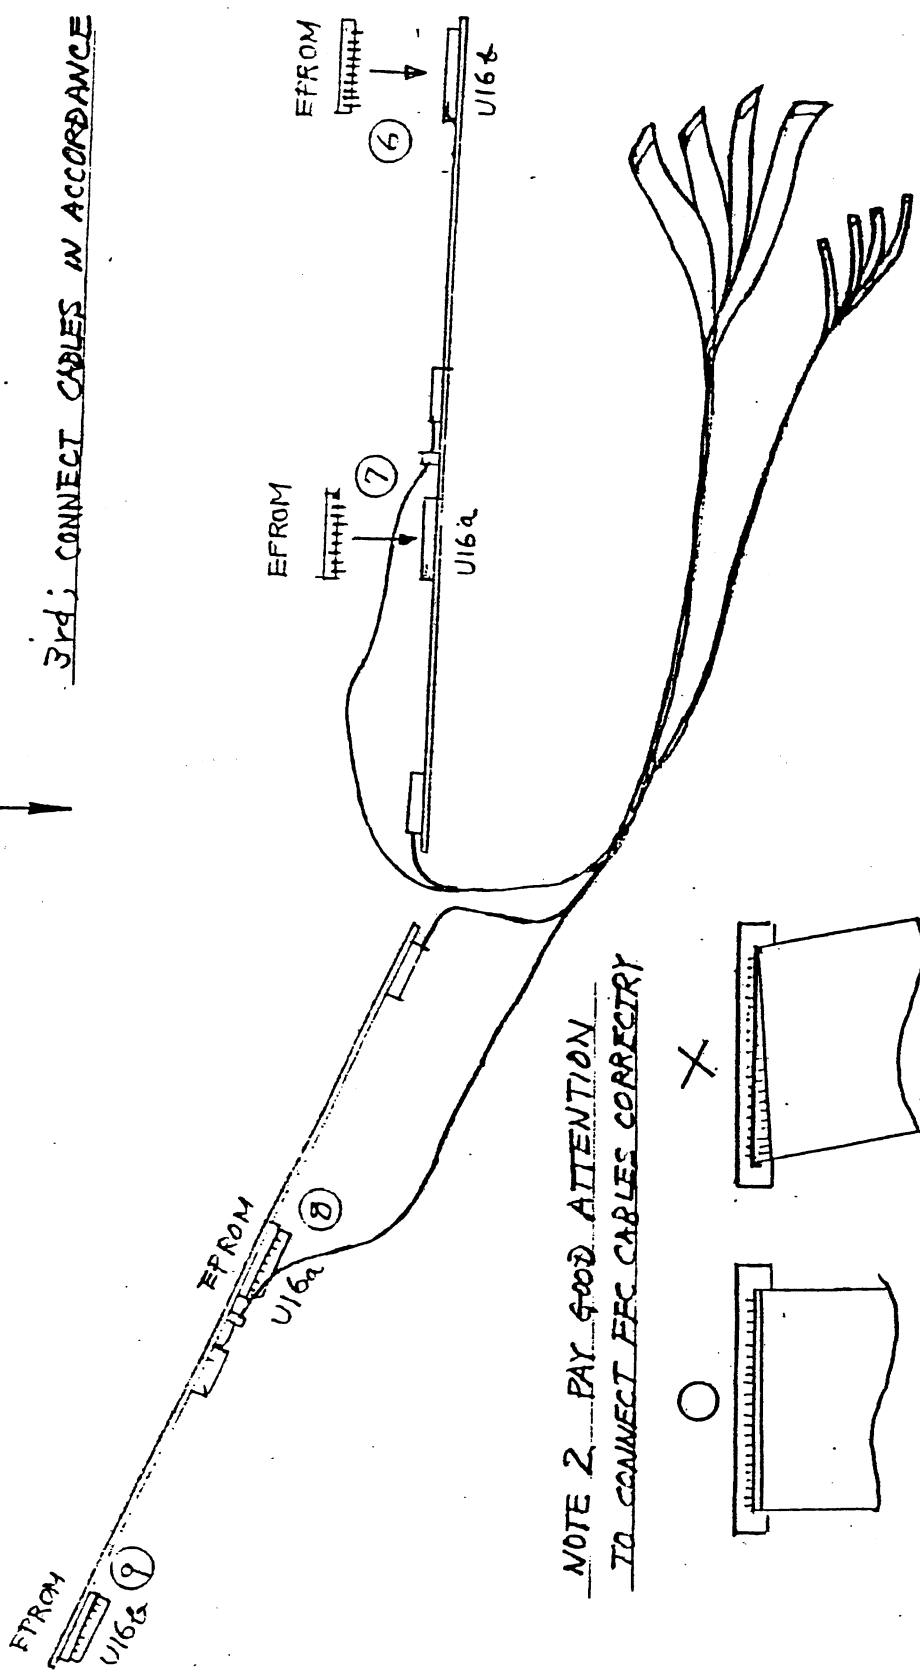 3rd; CONNECT CABLES IN ACCORDANCE
EPROM
6
U16b
EPROM
7
U16a
EPROM
8
U16a
EPROM
9
U16b
NOTE 2 PAY GOOD ATTENTION
TO CONNECT FFC CABLES CORRECTRY